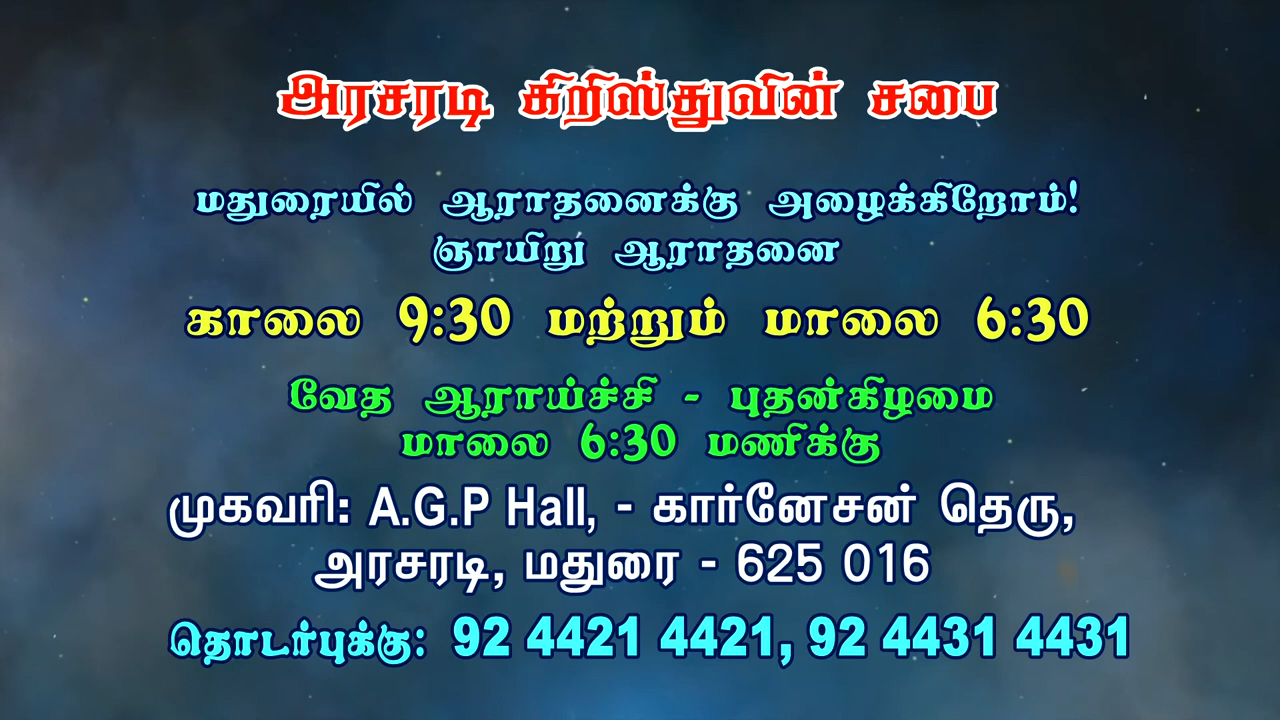 அரசரடி கிறிஸ்துவின் சபை
மதுரையில் ஆராதனைக்கு அழைக்கிறோம்!
ஞாயிறு ஆராதனை
காலை 9:30 மற்றும் மாலை 6:30
வேத ஆராய்ச்சி - புதன்கிழமை
மாலை 6:30 மணிக்கு
முகவரி: A.G.P Hall, - கார்னேசன் தெரு,
அரசரடி, மதுரை - 625 016
தொடர்புக்கு: 92 4421 4421, 92 4431 4431